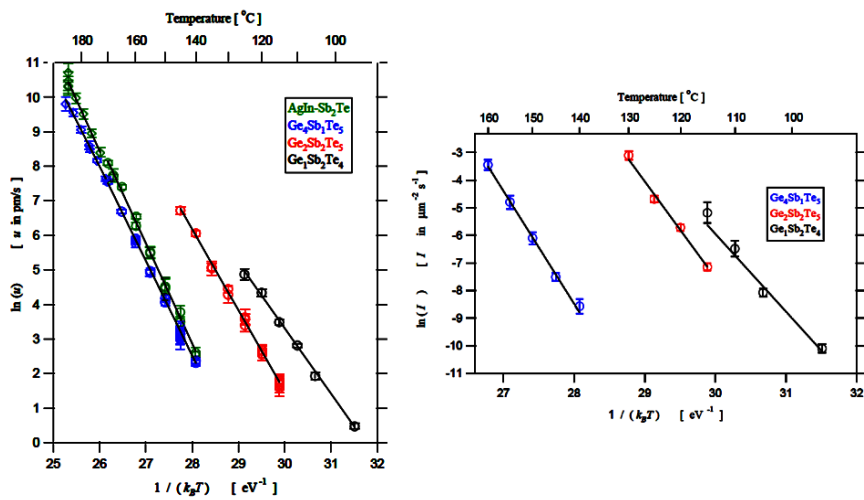 Temperature [ °C]
180 160 140 120 100
11
10
9
8
7
6
5
4
3
2
1
0
ln (u) [ u in pm/s ]
AgIn-Sb2Te
Ge4Sb1Te5
Ge2Sb2Te5
Ge1Sb2Te4
25 26 27 28 29 30 31 32
1 / (kBT) [ eV-1 ]
Temperature [ °C]
160 150 140 130 120 110 100
-3
-4
-5
-6
-7
-8
-9
-10
-11
ln (I ) [ I in μm-2 s-1 ]
Ge4Sb1Te5
Ge2Sb2Te5
Ge1Sb2Te4
27 28 29 30 31 32
1 / (kBT) [ eV-1 ]